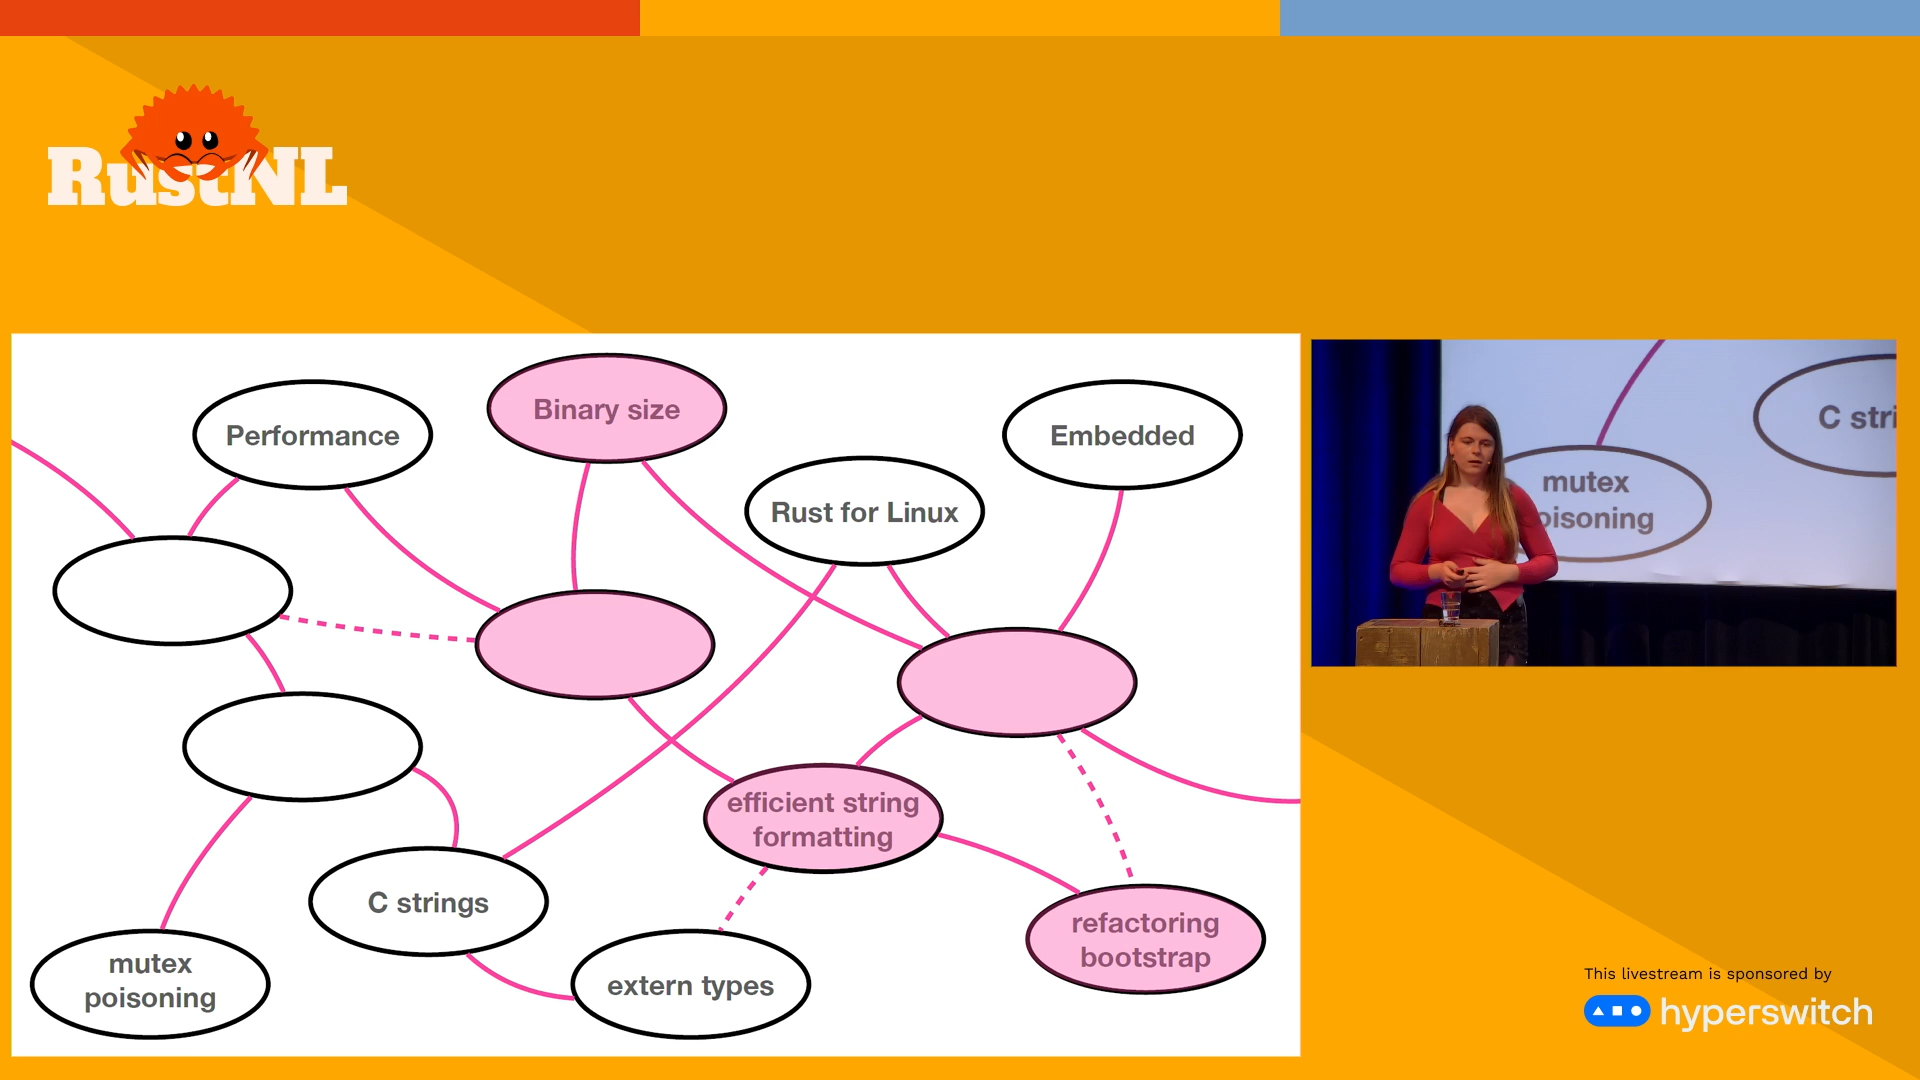 RustNL
Performance
Binary size
Embedded
Rust for Linux
efficient string
formatting
C strings
refactoring
bootstrap
mutex
poisoning
extern types
C stri
mutex
oisoning
This livestream is sponsored by
hyperswitch